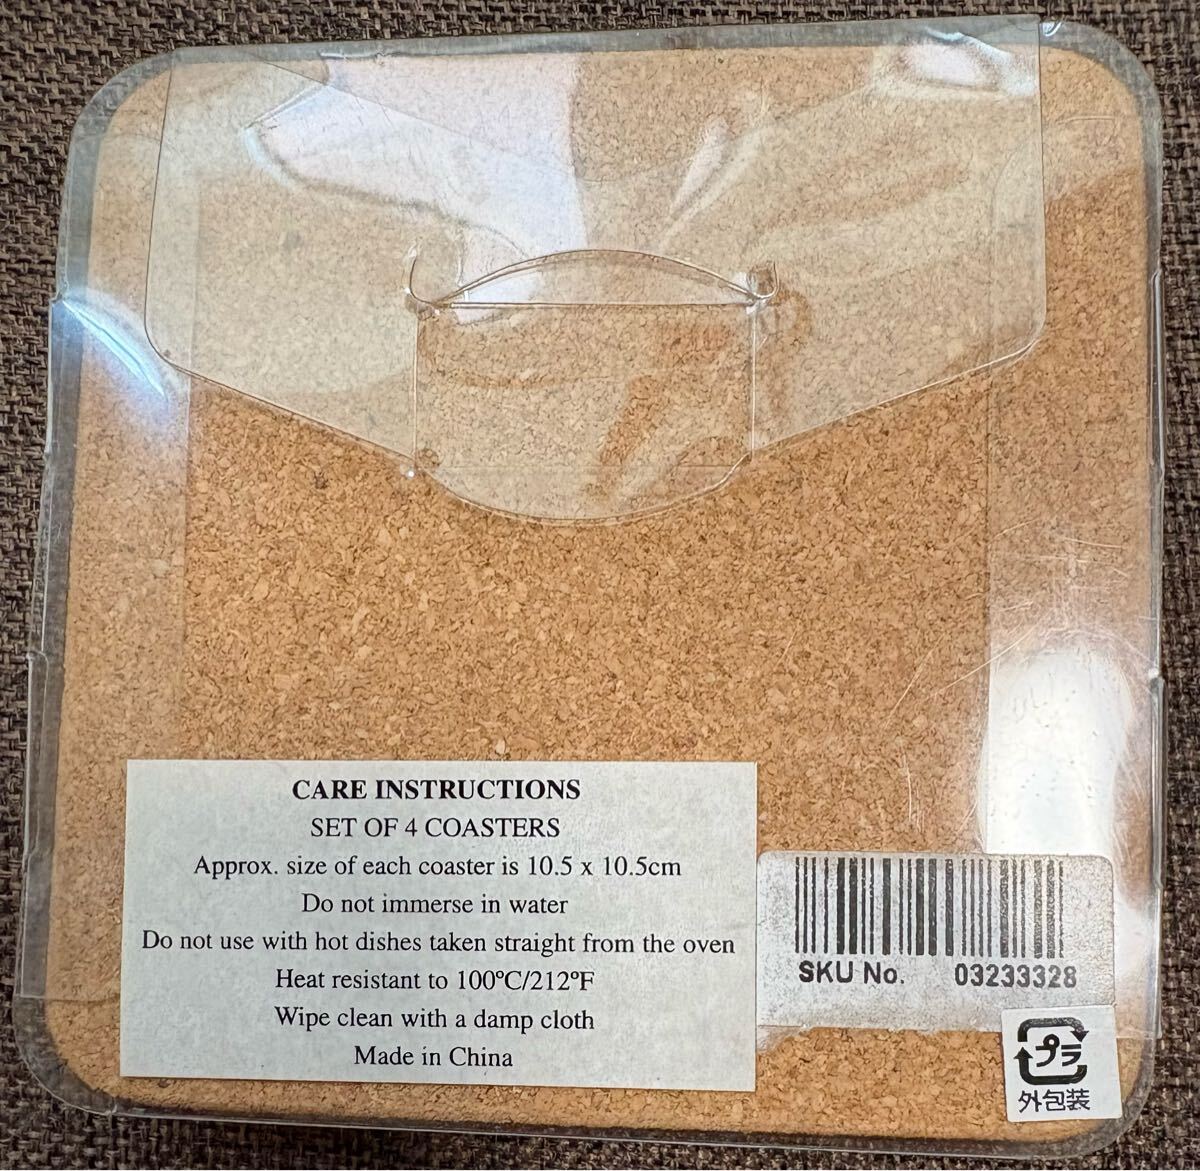 CARE INSTRUCTIONS
SET OF 4 COASTERS
Approx. size of each coaster is 10.5 x 10.5cm
Do not immerse in water
Do not use with hot dishes taken straight from the oven
Heat resistant to 100ºC/212ºF
Wipe clean with a damp cloth
Made in China
SKU No. 03233328
プラ
外包装